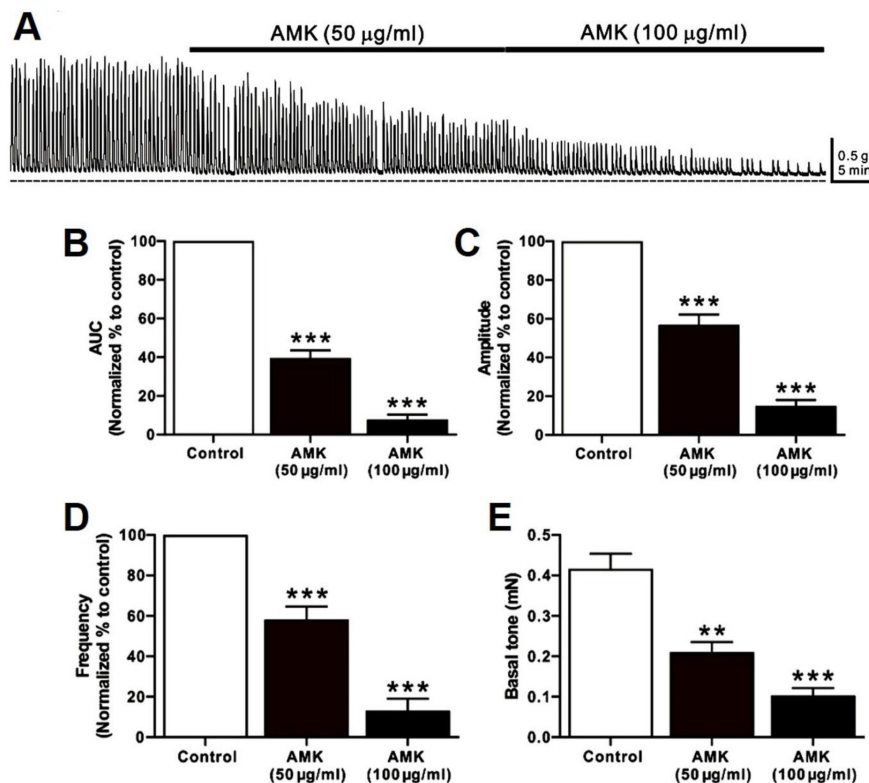 A
AMK (50 µg/ml) AMK (100 µg/ml)
0.5 g
5 min
B
AUC
(Normalized % to control)
100
80
60
40
20
0
***
***
Control AMK AMK
(50 µg/ml) (100 µg/ml)
C
Amplitude
(Normalized % to control)
100
80
60
40
20
0
***
***
Control AMK AMK
(50 µg/ml) (100 µg/ml)
D
Frequency
(Normalized % to control)
100
80
60
40
20
0
***
***
Control AMK AMK
(50 µg/ml) (100 µg/ml)
E
Basal tone (mN)
0.5
0.4
0.3
0.2
0.1
0.0
**
***
Control AMK AMK
(50 µg/ml) (100 µg/ml)